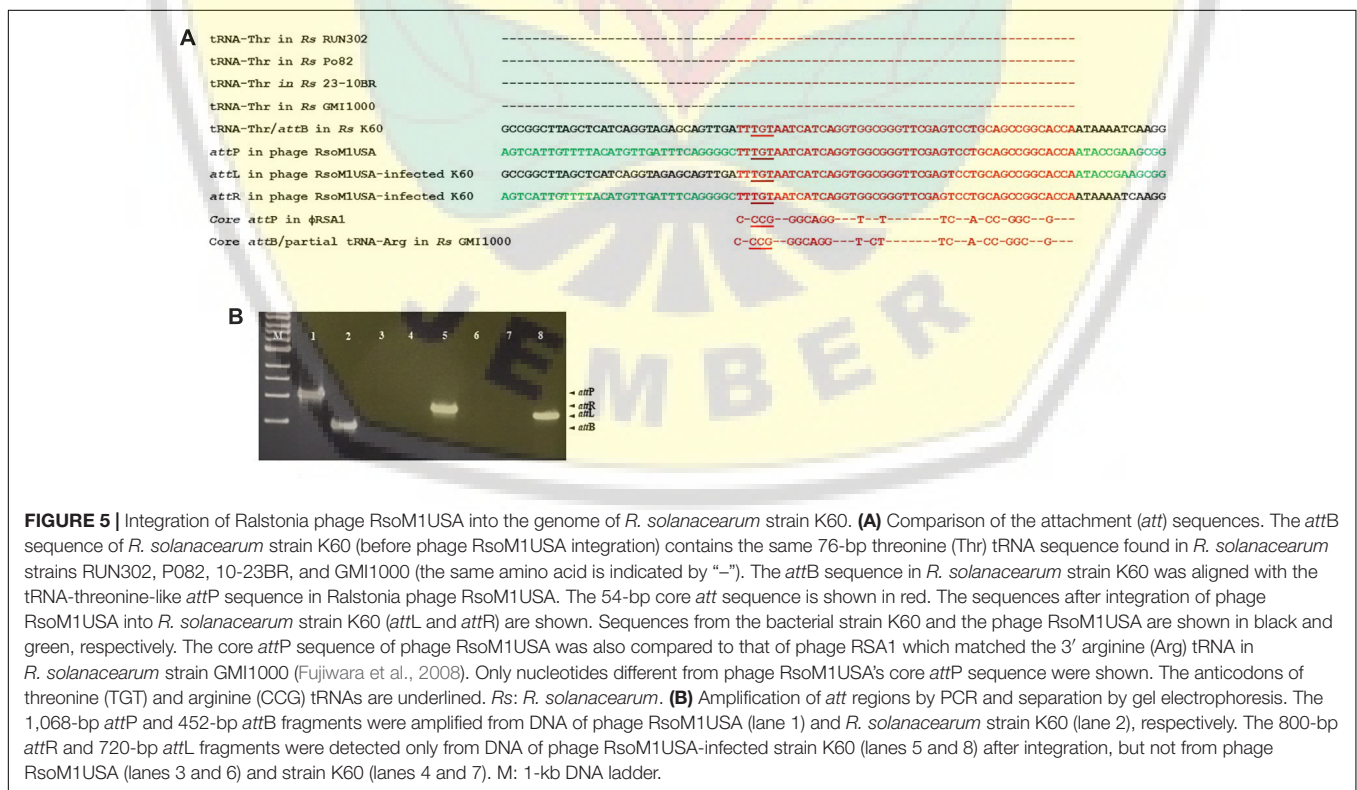 A
tRNA-Thr in Rs RUN302 ----------------------------------------------------------------------------
tRNA-Thr in Rs Po82 ----------------------------------------------------------------------------
tRNA-Thr in Rs 23-10BR ----------------------------------------------------------------------------
tRNA-Thr in Rs GMI1000 ----------------------------------------------------------------------------
tRNA-Thr/attB in Rs K60 GCCGGCTTAGCTCATCAGGTAGAGCAGTTGATTTGTAATCATCAGGTGGCGGGTTCGAGTCCTGCAGCCGGCACCAATAAAATCAAGG
attP in phage RsoM1USA AGTCATTGTTTTACATGTTGATTTCAGGGGCTTTGTAATCATCAGGTGGCGGGTTCGAGTCCTGCAGCCGGCACCAATACCGAAGCGG
attL in phage RsoM1USA-infected K60 GCCGGCTTAGCTCATCAGGTAGAGCAGTTGATTTGTAATCATCAGGTGGCGGGTTCGAGTCCTGCAGCCGGCACCAATACCGAAGCGG
attR in phage RsoM1USA-infected K60 AGTCATTGTTTTACATGTTGATTTCAGGGGCTTTGTAATCATCAGGTGGCGGGTTCGAGTCCTGCAGCCGGCACCAATAAAATCAAGG
Core attP in ϕRSA1 C-CCG--GGCAGG---T--T-------TC--A-CC-GGC--G---
Core attB/partial tRNA-Arg in Rs GMI1000 C-CCG--GGCAGG---T-CT-------TC--A-CC-GGC--G---
B
M 1 2 3 4 5 6 7 8
attP
attR
attL
attB
JEMBER
FIGURE 5 | Integration of Ralstonia phage RsoM1USA into the genome of R. solanacearum strain K60. (A) Comparison of the attachment (att) sequences. The attB
sequence of R. solanacearum strain K60 (before phage RsoM1USA integration) contains the same 76-bp threonine (Thr) tRNA sequence found in R. solanacearum
strains RUN302, P082, 10-23BR, and GMI1000 (the same amino acid is indicated by “–”). The attB sequence in R. solanacearum strain K60 was aligned with the
tRNA-threonine-like attP sequence in Ralstonia phage RsoM1USA. The 54-bp core att sequence is shown in red. The sequences after integration of phage
RsoM1USA into R. solanacearum strain K60 (attL and attR) are shown. Sequences from the bacterial strain K60 and the phage RsoM1USA are shown in black and
green, respectively. The core attP sequence of phage RsoM1USA was also compared to that of phage RSA1 which matched the 3′ arginine (Arg) tRNA in
R. solanacearum strain GMI1000 (Fujiwara et al., 2008). Only nucleotides different from phage RsoM1USA’s core attP sequence were shown. The anticodons of
threonine (TGT) and arginine (CCG) tRNAs are underlined. Rs: R. solanacearum. (B) Amplification of att regions by PCR and separation by gel electrophoresis. The
1,068-bp attP and 452-bp attB fragments were amplified from DNA of phage RsoM1USA (lane 1) and R. solanacearum strain K60 (lane 2), respectively. The 800-bp
attR and 720-bp attL fragments were detected only from DNA of phage RsoM1USA-infected strain K60 (lanes 5 and 8) after integration, but not from phage
RsoM1USA (lanes 3 and 6) and strain K60 (lanes 4 and 7). M: 1-kb DNA ladder.